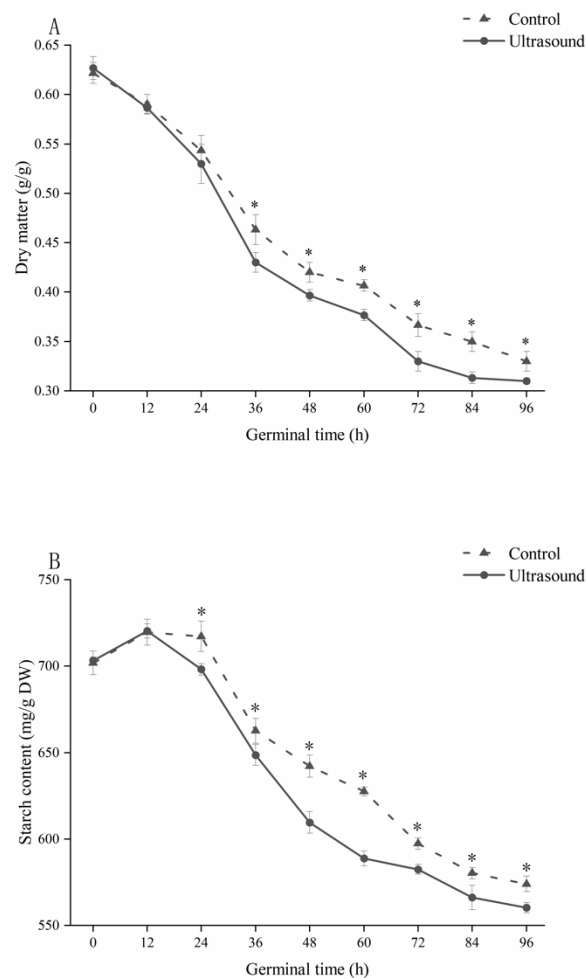 A
Control
Ultrasound
0.65
0.60
0.55
0.50
0.45
0.40
0.35
0.30
Dry matter (g/g)
* * * * * *
0 12 24 36 48 60 72 84 96
Germinal time (h)
B
Control
Ultrasound
750
700
650
600
550
Starch content (mg/g DW)
* * * * * * *
0 12 24 36 48 60 72 84 96
Germinal time (h)